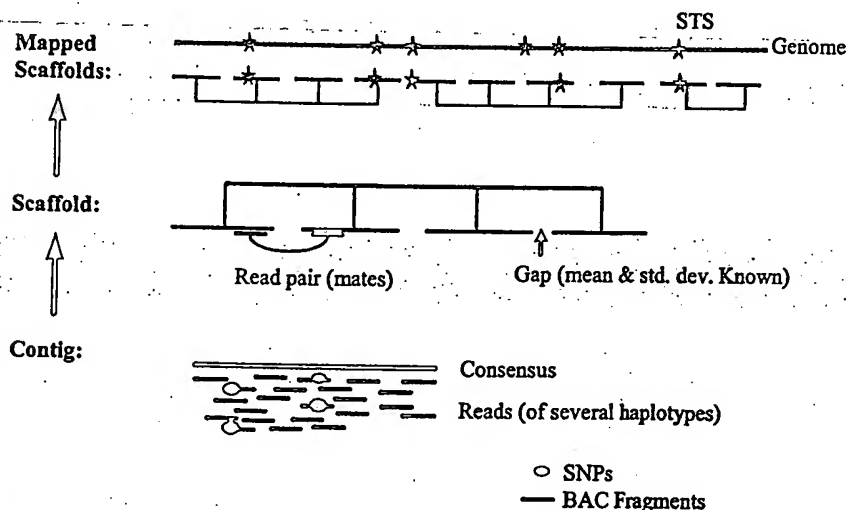 STS
Mapped
Scaffolds:
Genome
Scaffold:
Read pair (mates)
Gap (mean & std. dev. Known)
Contig:
Consensus
Reads (of several haplotypes)
SNPs
BAC Fragments